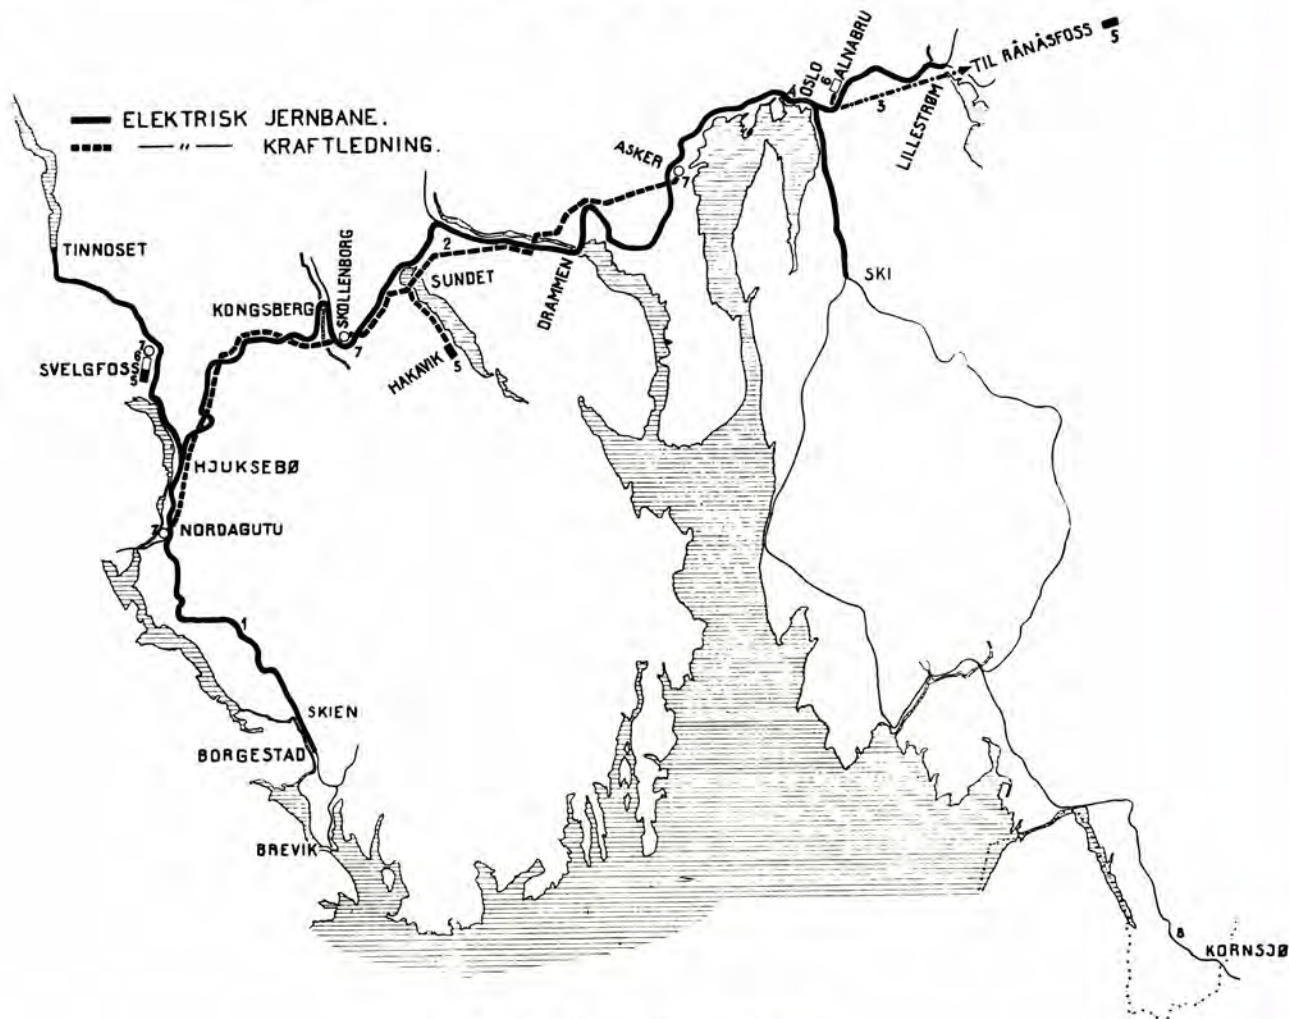 TIL RÅNÅSFOSS
5
ELEKTRISK JERNBANE.
— " — KRAFTLEDNING.
OSLO
6
ALNABRU
4
3
LILLESTRØM
ASKER
7
TINNOSET
SKI
KONGSBERG
SKOLLENBORG
7
2
SUNDET
DRAMMEN
HAKAVIK
5
SVELGFOSS
7
6
5
HJUKSEBØ
7
NORDAGUTU
1
SKIEN
BORGESTAD
BREVIK
8
KORNSJØ